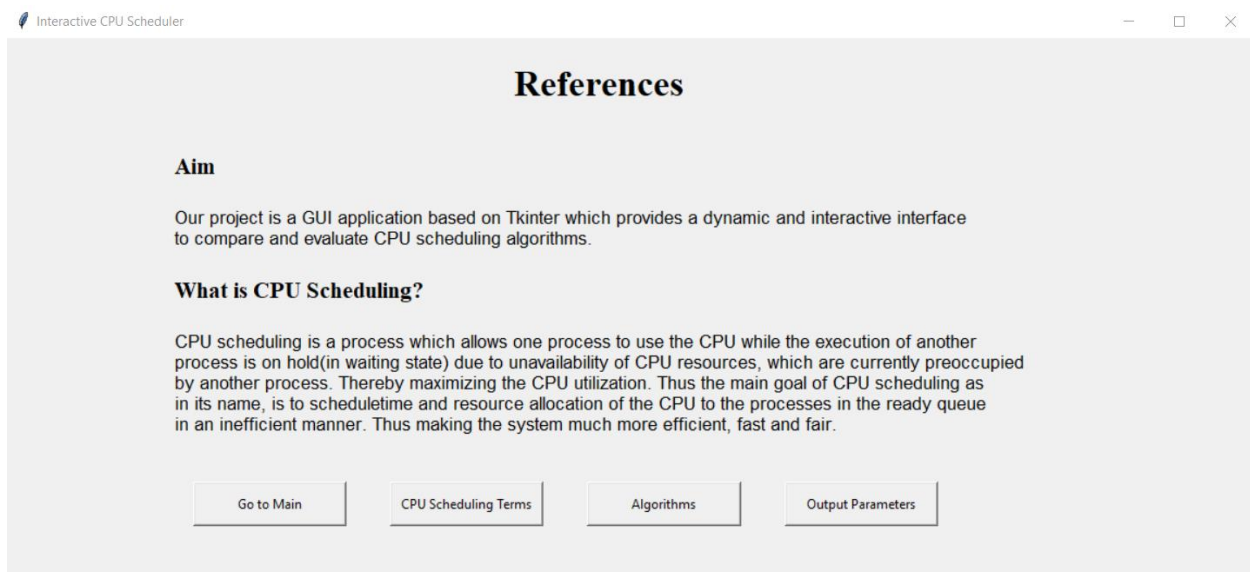 Interactive CPU Scheduler
References
Aim
Our project is a GUI application based on Tkinter which provides a dynamic and interactive interface
to compare and evaluate CPU scheduling algorithms.
What is CPU Scheduling?
CPU scheduling is a process which allows one process to use the CPU while the execution of another
process is on hold(in waiting state) due to unavailability of CPU resources, which are currently preoccupied
by another process. Thereby maximizing the CPU utilization. Thus the main goal of CPU scheduling as
in its name, is to scheduletime and resource allocation of the CPU to the processes in the ready queue
in an inefficient manner. Thus making the system much more efficient, fast and fair.
Go to Main
CPU Scheduling Terms
Algorithms
Output Parameters